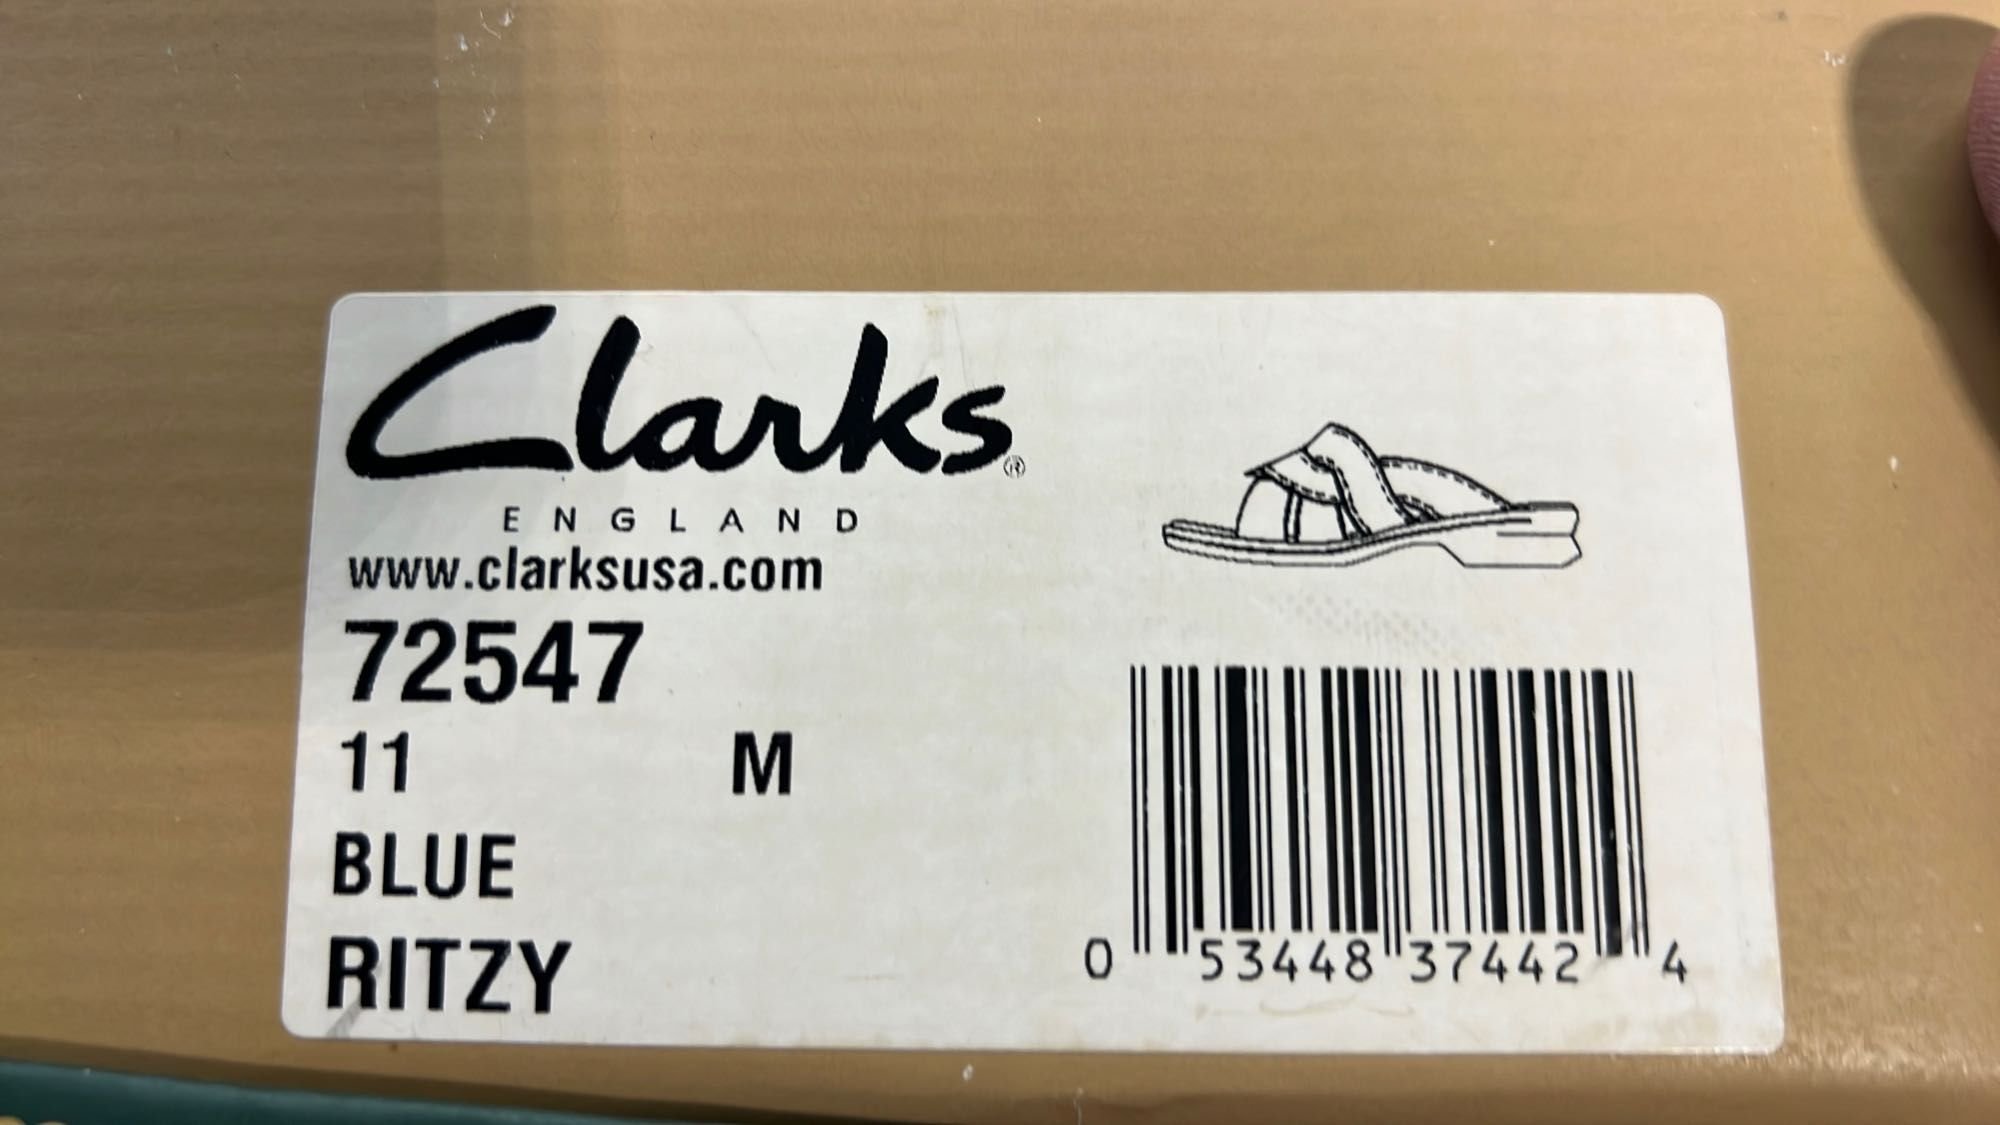 Clarks®
ENGLAND
www.clarksusa.com
72547
11 M
BLUE
RITZY
0 53448 37442 4